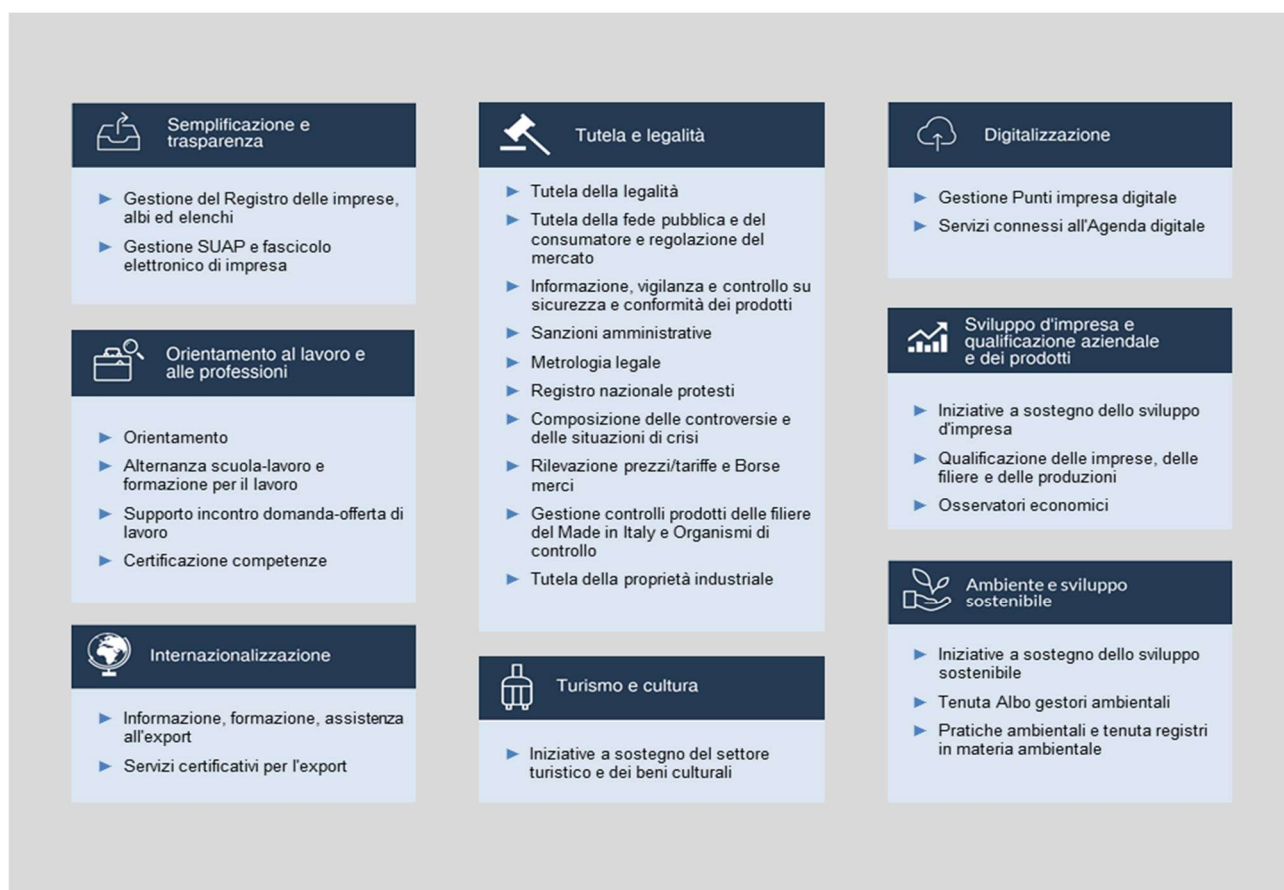 Semplificazione e
trasparenza
Gestione del Registro delle imprese,
albi ed elenchi
Gestione SUAP e fascicolo
elettronico di impresa
Orientamento al lavoro e
alle professioni
Orientamento
Alternanza scuola-lavoro e
formazione per il lavoro
Supporto incontro domanda-offerta di
lavoro
Certificazione competenze
Internazionalizzazione
Informazione, formazione, assistenza
all'export
Servizi certificativi per l'export
Tutela e legalità
Tutela della legalità
Tutela della fede pubblica e del
consumatore e regolazione del
mercato
Informazione, vigilanza e controllo su
sicurezza e conformità dei prodotti
Sanzioni amministrative
Metrologia legale
Registro nazionale protesti
Composizione delle controversie e
delle situazioni di crisi
Rilevazione prezzi/tariffe e Borse
merci
Gestione controlli prodotti delle filiere
del Made in Italy e Organismi di
controllo
Tutela della proprietà industriale
Turismo e cultura
Iniziative a sostegno del settore
turistico e dei beni culturali
Digitalizzazione
Gestione Punti impresa digitale
Servizi connessi all'Agenda digitale
Sviluppo d'impresa e
qualificazione aziendale
e dei prodotti
Iniziative a sostegno dello sviluppo
d'impresa
Qualificazione delle imprese, delle
filiere e delle produzioni
Osservatori economici
Ambiente e sviluppo
sostenibile
Iniziative a sostegno dello sviluppo
sostenibile
Tenuta Albo gestori ambientali
Pratiche ambientali e tenuta registri
in materia ambientale